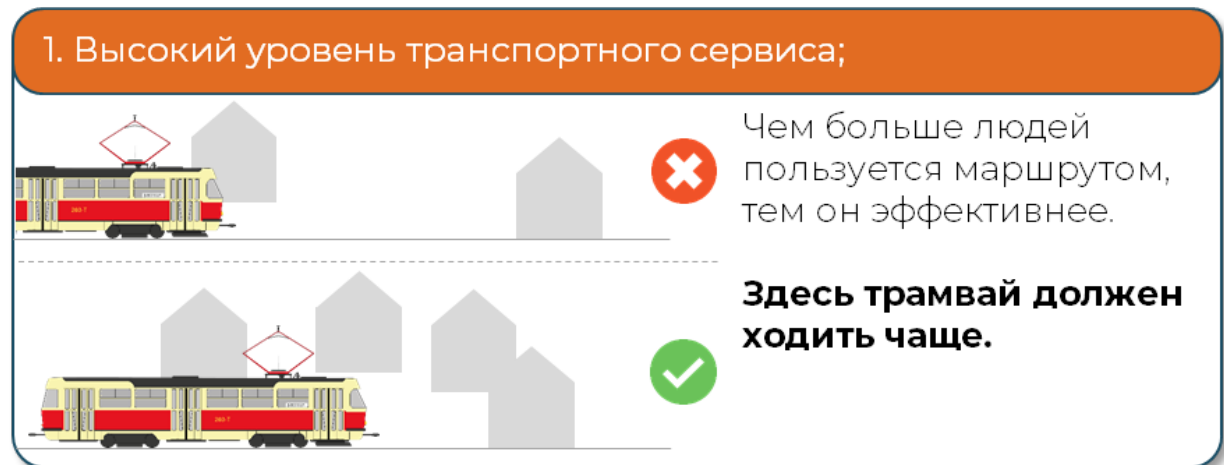 1. Высокий уровень транспортного сервиса;
Чем больше людей
пользуется маршрутом,
тем он эффективнее.
Здесь трамвай должен
ходить чаще.